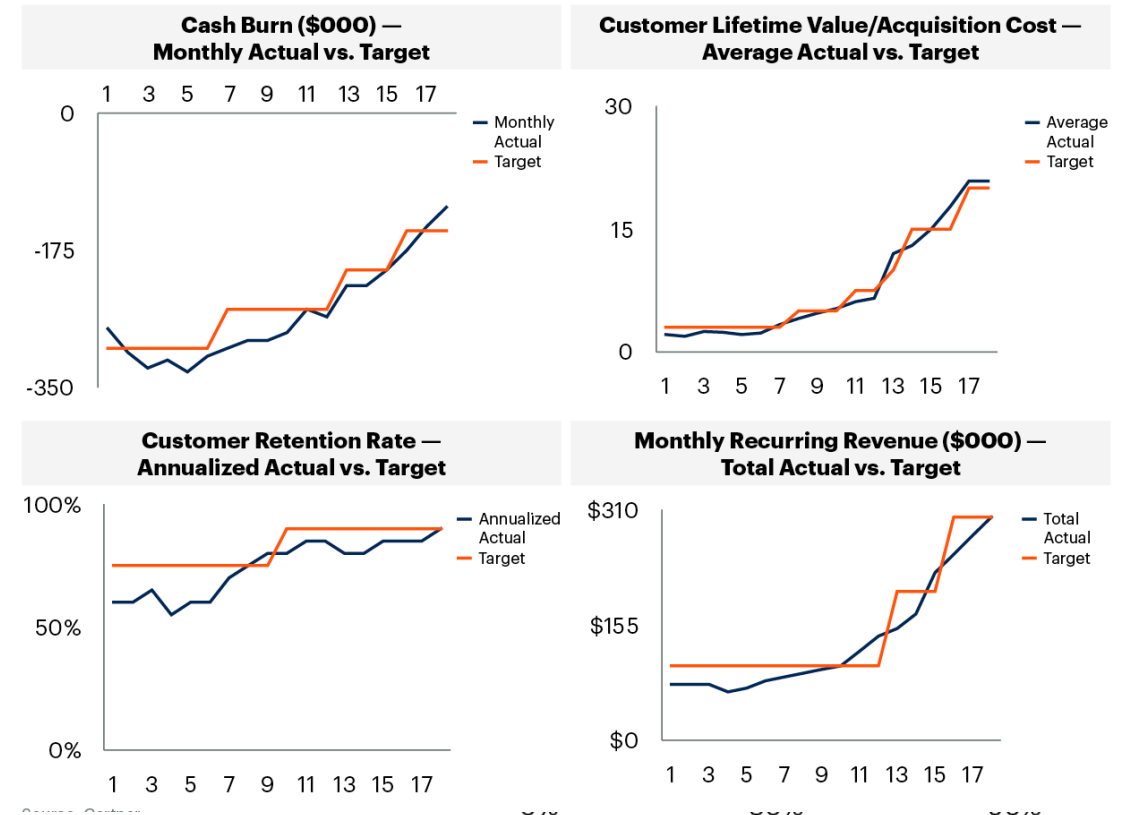 Cash Burn ($000) —
Monthly Actual vs. Target
1 3 5 7 9 11 13 15 17
0
-175
-350
Monthly
Actual
Target
Customer Lifetime Value/Acquisition Cost —
Average Actual vs. Target
30
15
0
1 3 5 7 9 11 13 15 17
Average
Actual
Target
Customer Retention Rate —
Annualized Actual vs. Target
100%
50%
0%
1 3 5 7 9 11 13 15 17
Annualized
Actual
Target
Monthly Recurring Revenue ($000) —
Total Actual vs. Target
$310
$155
$0
1 3 5 7 9 11 13 15 17
Total
Actual
Target